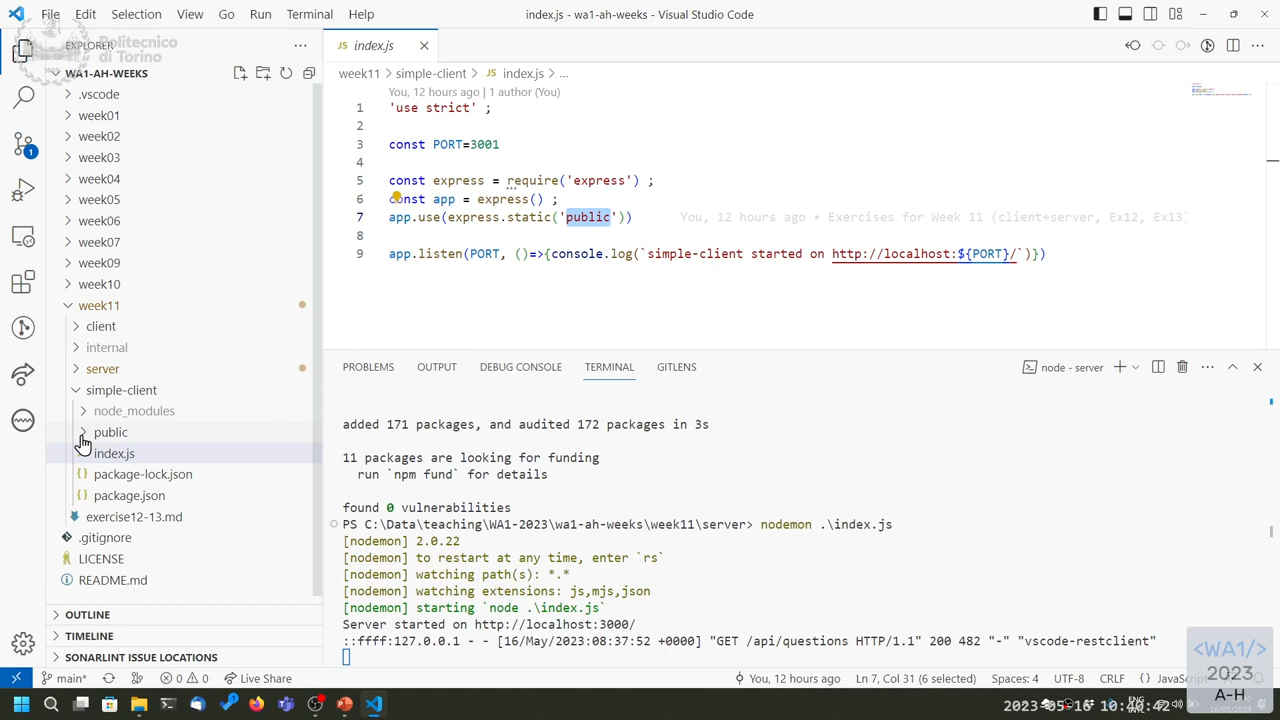 File Edit Selection View Go Run Terminal Help
index.js - wa1-ah-weeks - Visual Studio Code
EXPLORER
Politecnico
di Torino
WA1-AH-WEEKS
.vscode
week01
week02
week03
week04
week05
week06
week07
week09
week10
week11
client
internal
server
simple-client
node_modules
public
index.js
package-lock.json
package.json
exercise12-13.md
.gitignore
LICENSE
README.md
OUTLINE
TIMELINE
SONARLINT ISSUE LOCATIONS
JS index.js
week11 > simple-client > JS index.js > ...
You, 12 hours ago | 1 author (You)
1 'use strict' ;
2
3 const PORT=3001
4
5 const express = require('express') ;
6 const app = express() ;
7 app.use(express.static('public')) You, 12 hours ago • Exercises for Week 11 (client+server, Ex12, Ex13)
8
9 app.listen(PORT, ()=>{console.log(`simple-client started on http://localhost:${PORT}/`)})
PROBLEMS OUTPUT DEBUG CONSOLE TERMINAL GITLENS
node - server
added 171 packages, and audited 172 packages in 3s
11 packages are looking for funding
run `npm fund` for details
found 0 vulnerabilities
PS C:\Data\teaching\WA1-2023\wa1-ah-weeks\week11\server> nodemon .\index.js
[nodemon] 2.0.22
[nodemon] to restart at any time, enter `rs`
[nodemon] watching path(s): *.*
[nodemon] watching extensions: js,mjs,json
[nodemon] starting `node .\index.js`
Server started on http://localhost:3000/
::ffff:127.0.0.1 - - [16/May/2023:08:37:52 +0000] "GET /api/questions HTTP/1.1" 200 482 "-" "vscode-restclient"
<WA1/>
2023
A-H
main* 0 0 Live Share
You, 12 hours ago Ln 7, Col 31 (6 selected) Spaces: 4 UTF-8 CRLF {} JavaScript